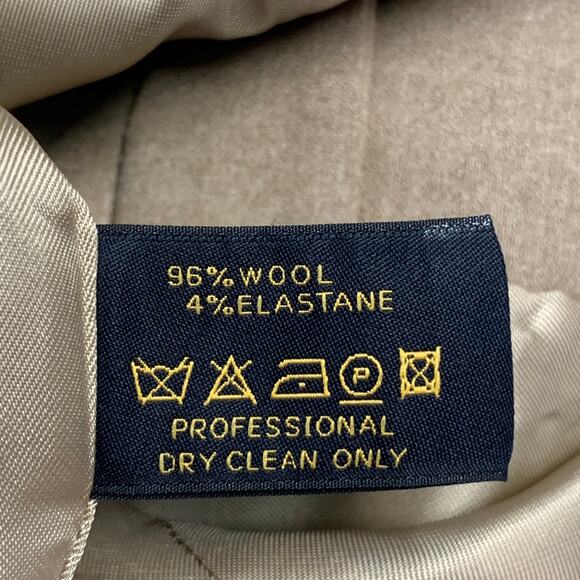 96% WOOL
4% ELASTANE
P
PROFESSIONAL
DRY CLEAN ONLY